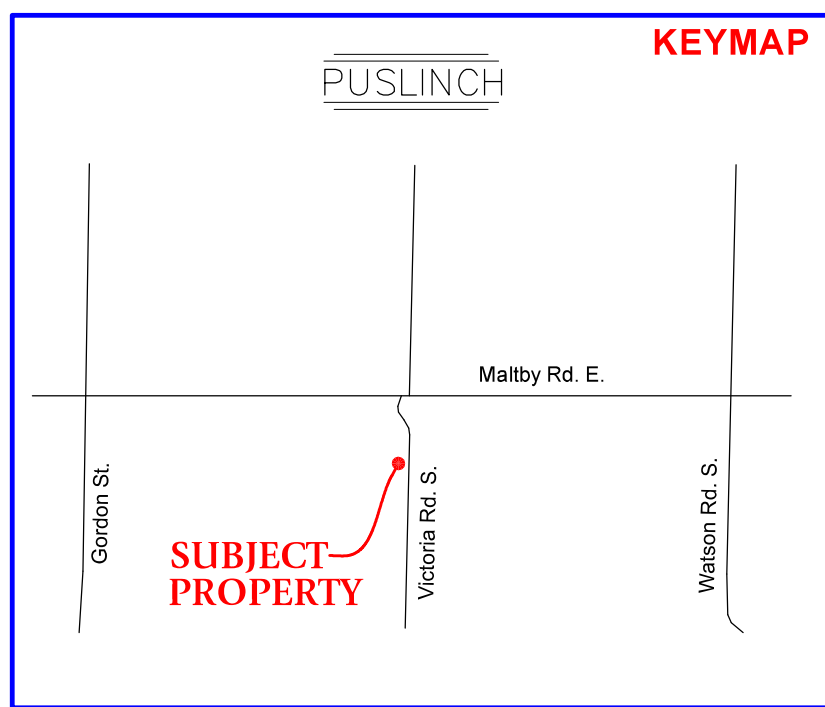 KEYMAP
PUSLINCH
Maltby Rd. E.
Gordon St.
Victoria Rd. S.
Watson Rd. S.
SUBJECT
PROPERTY